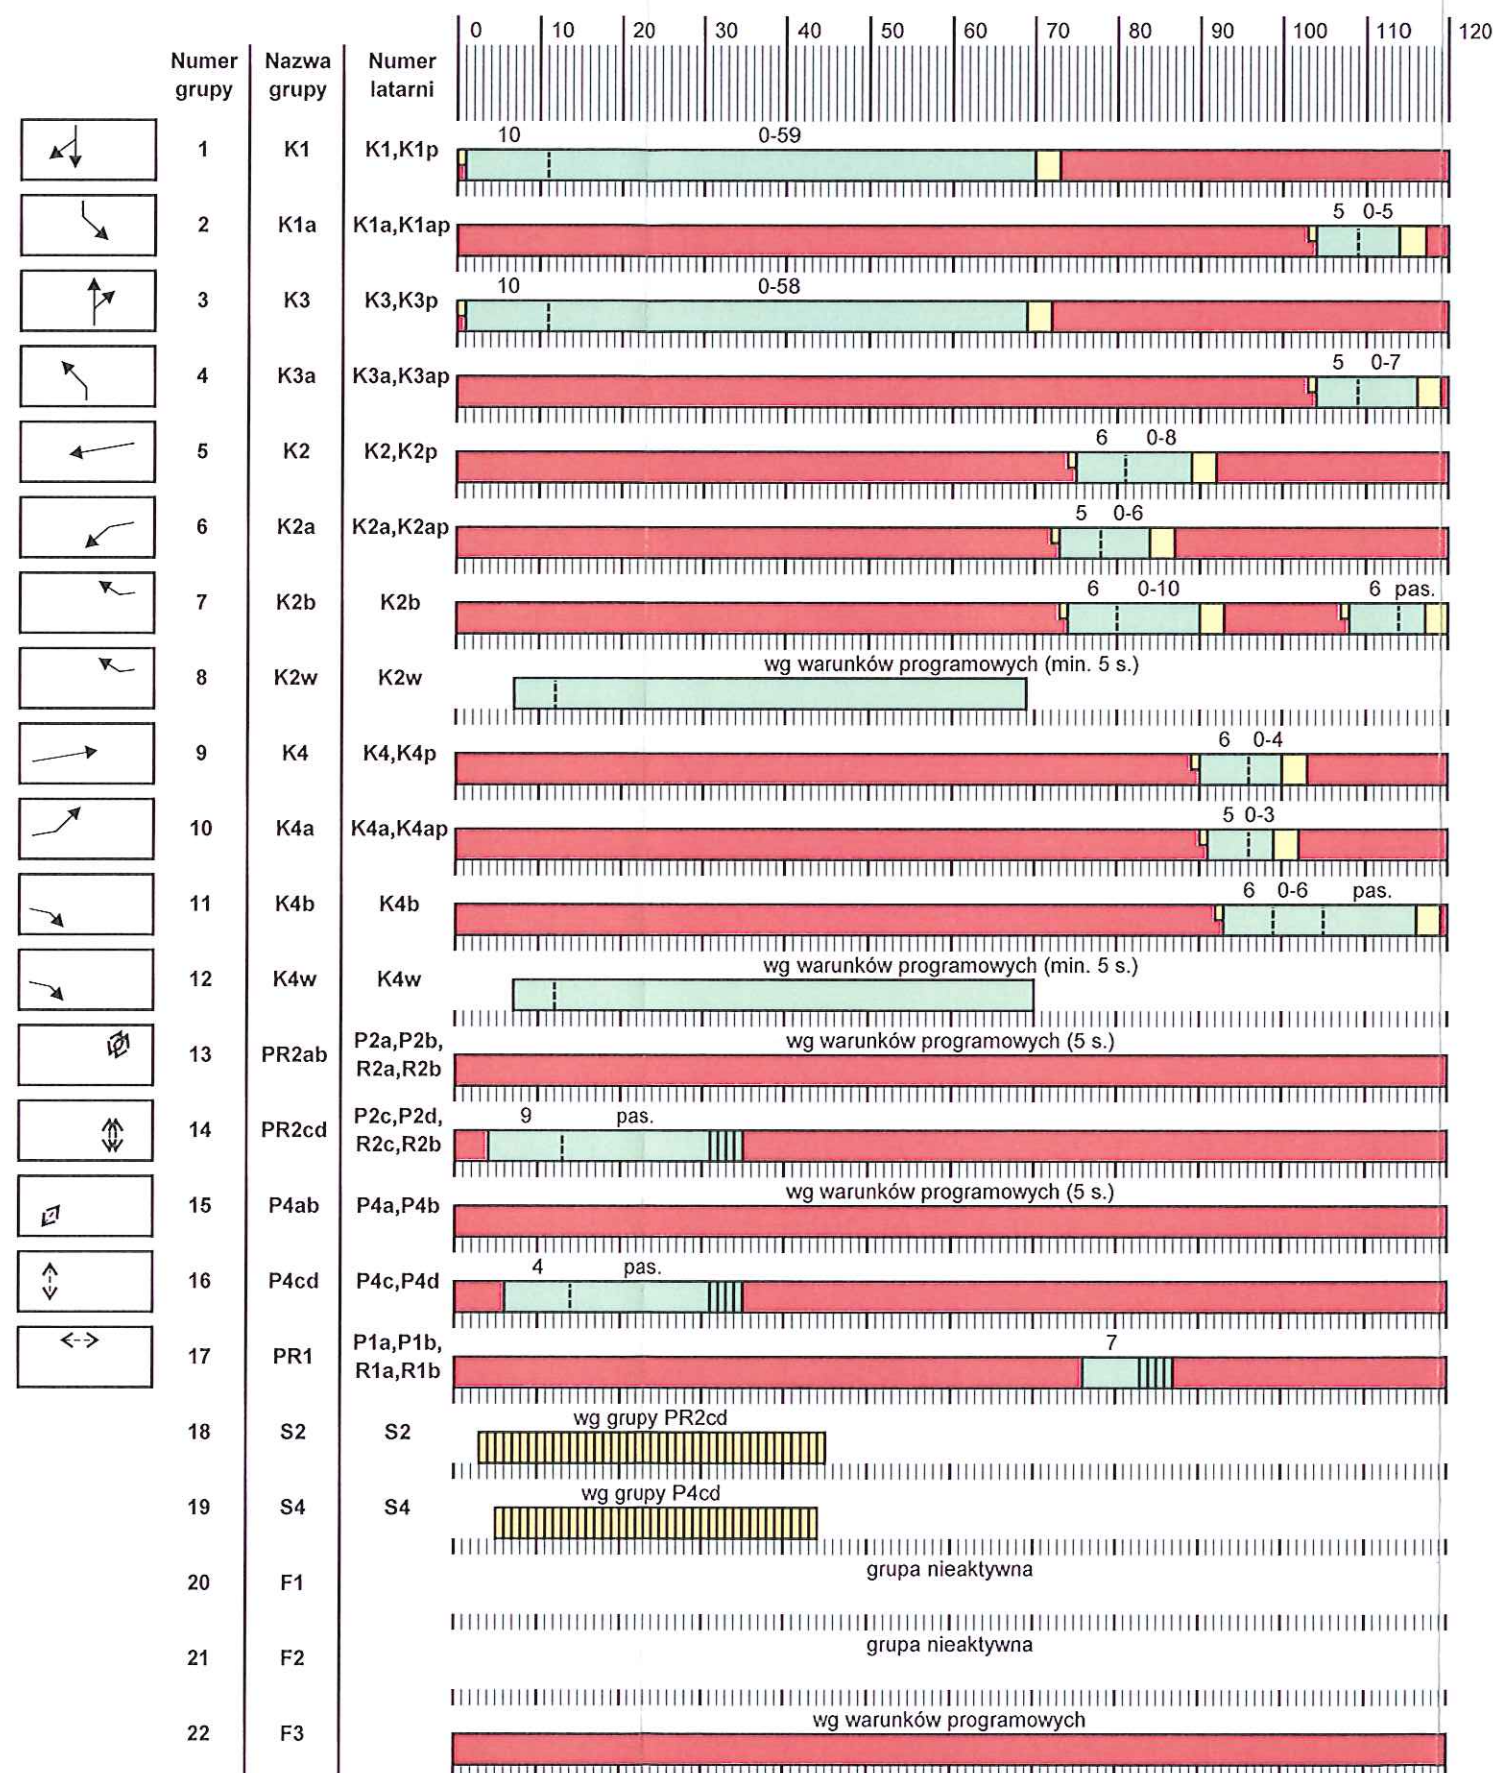 0 10 20 30 40 50 60 70 80 90 100 110 120
Numer grupy Nazwa grupy Numer latarni
10 0-59
1 K1 K1,K1p
5 0-5
2 K1a K1a,K1ap
10 0-58
3 K3 K3,K3p
5 0-7
4 K3a K3a,K3ap
6 0-8
5 K2 K2,K2p
5 0-6
6 K2a K2a,K2ap
6 0-10 6 pas.
7 K2b K2b
wg warunków programowych (min. 5 s.)
8 K2w K2w
6 0-4
9 K4 K4,K4p
5 0-3
10 K4a K4a,K4ap
6 0-6 pas.
11 K4b K4b
wg warunków programowych (min. 5 s.)
12 K4w K4w
wg warunków programowych (5 s.)
13 PR2ab P2a,P2b,
R2a,R2b
9 pas.
14 PR2cd P2c,P2d,
R2c,R2b
wg warunków programowych (5 s.)
15 P4ab P4a,P4b
4 pas.
16 P4cd P4c,P4d
7
17 PR1 P1a,P1b,
R1a,R1b
wg grupy PR2cd
18 S2 S2
wg grupy P4cd
19 S4 S4
grupa nieaktywna
20 F1
grupa nieaktywna
21 F2
wg warunków programowych
22 F3